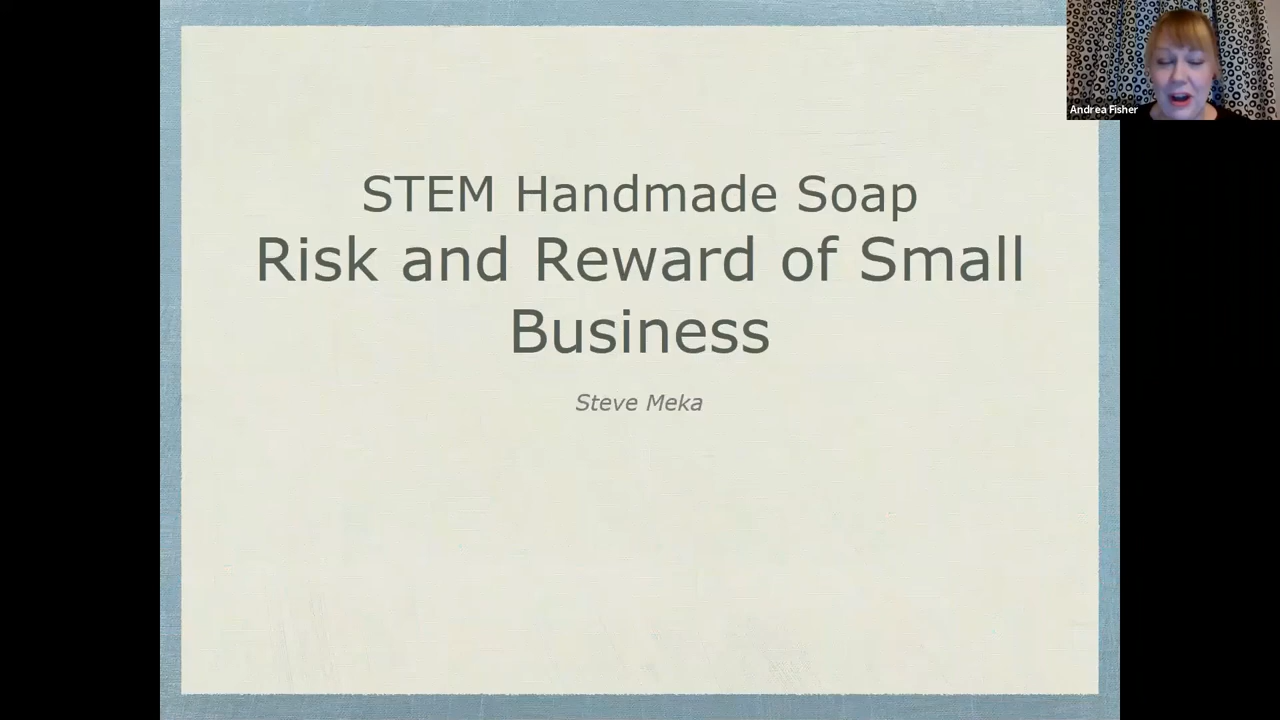 STEM Handmade Soap
Risk and Reward of Small
Business
Steve Meka
Andrea Fisher